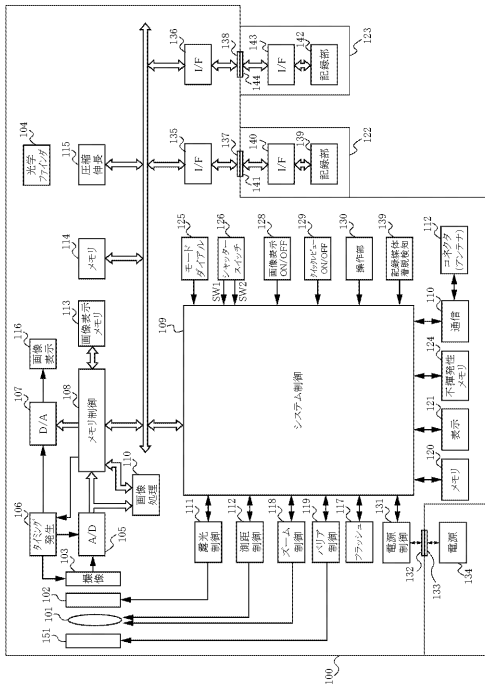 104
光学
ファインダ
115
圧縮
伸長
136
I/F
138
144
143
I/F
142
記録部
123
135
I/F
137
141
140
I/F
139
記録部
122
114
メモリ
116
画像表示
113
画像表示
メモリ
107
D/A
108
メモリ制御
110
画像
処理
106
タイミング
発生
A/D
105
103
撮像
102
101
151
109
システム制御
125
モード
ダイアル
126
シャッター
スイッチ
SW1
SW2
128
画像表示
ON/OFF
129
クイックレビュー
ON/OFF
130
操作部
139
記録媒体
着脱検知
112
コネクタ
(アンテナ)
110
通信
124
不揮発性
メモリ
121
表示
120
メモリ
111
露光
制御
112
測距
制御
118
ズーム
制御
119
バリア
制御
117
フラッシュ
131
電源
制御
132
133
電源
134
100